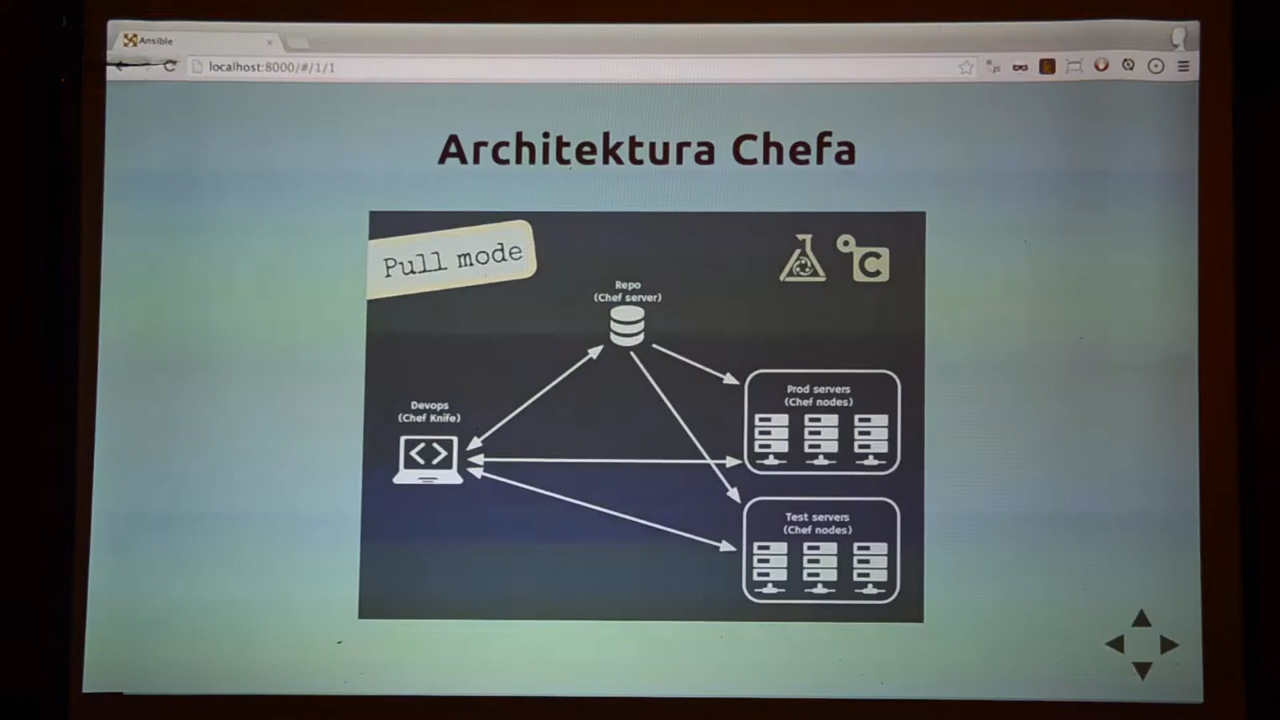 Ansible
localhost:8000/#/1/1
Architektura Chefa
Pull mode
C
Repo
(Chef server)
Prod servers
(Chef nodes)
Devops
(Chef Knife)
<>
Test servers
(Chef nodes)